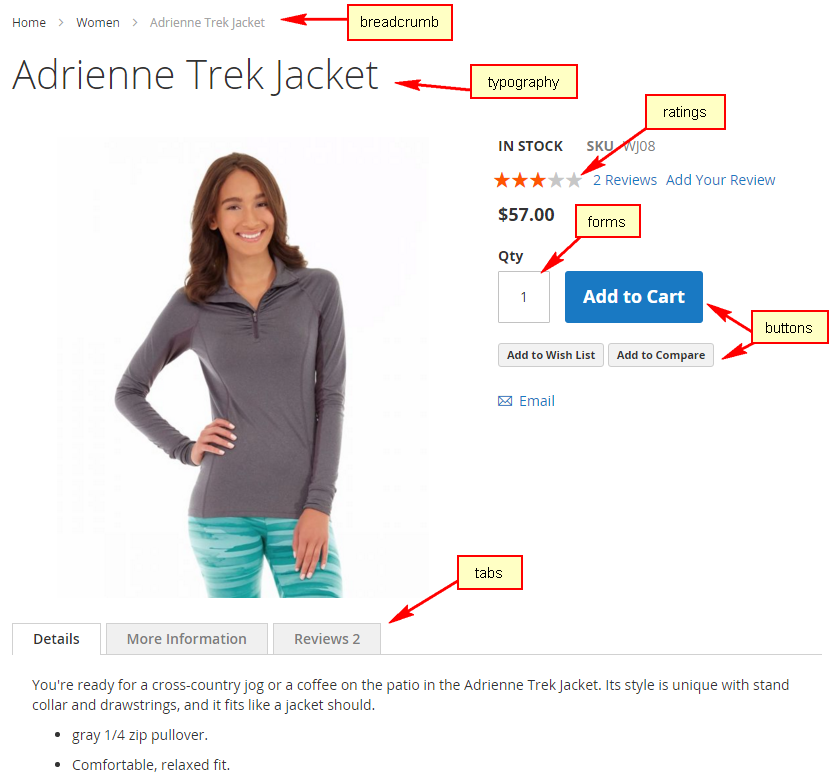 Home > Women > Adrienne Trek Jacket
breadcrumb
Adrienne Trek Jacket
typography
ratings
IN STOCK SKU WJ08
2 Reviews Add Your Review
$57.00
forms
Qty
1 Add to Cart
buttons
Add to Wish List Add to Compare
Email
tabs
Details More Information Reviews 2
You're ready for a cross-country jog or a coffee on the patio in the Adrienne Trek Jacket. Its style is unique with stand
collar and drawstrings, and it fits like a jacket should.
• gray 1/4 zip pullover.
• Comfortable, relaxed fit.